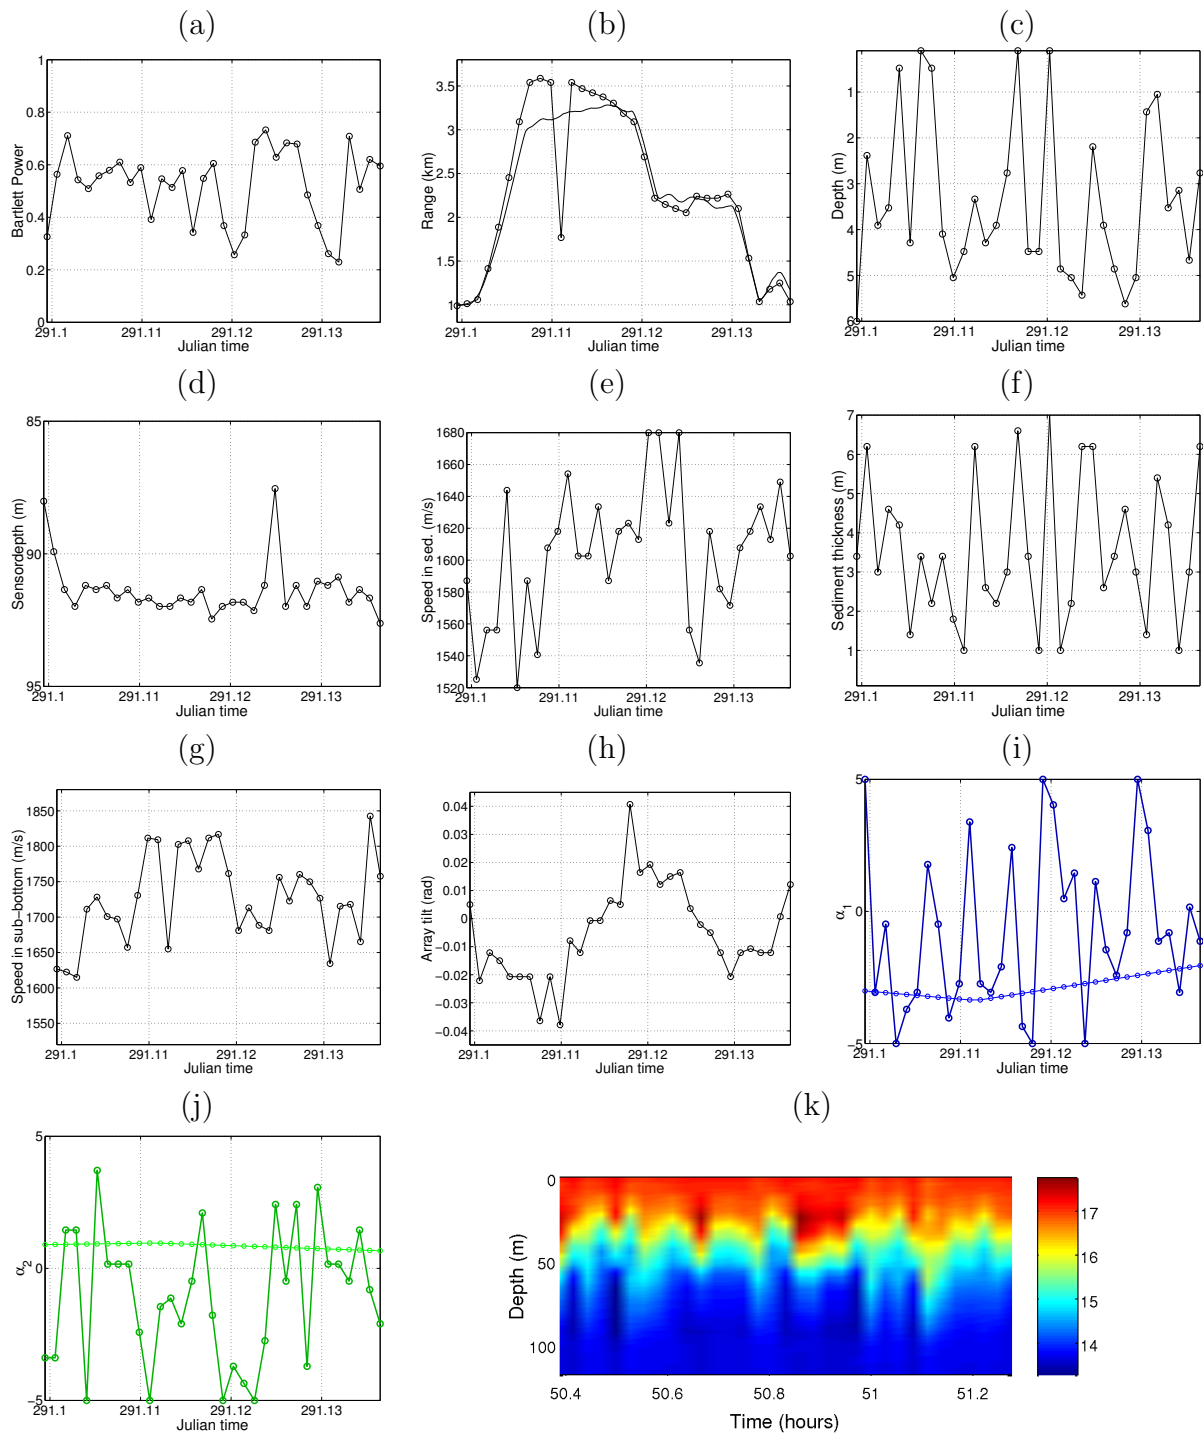 (a)
1
0.8
0.6
0.4
0.2
0
Bartlett Power
291.1 291.11 291.12 291.13
Julian time
(b)
3.5
3
2.5
2
1.5
1
Range (km)
291.1 291.11 291.12 291.13
Julian time
(c)
1
2
3
4
5
6
Depth (m)
291.1 291.11 291.12 291.13
Julian time
(d)
85
90
95
Sensordepth (m)
291.1 291.11 291.12 291.13
Julian time
(e)
1680
1660
1640
1620
1600
1580
1560
1540
1520
Speed in sed. (m/s)
291.1 291.11 291.12 291.13
Julian time
(f)
7
6
5
4
3
2
1
Sediment thickness (m)
291.1 291.11 291.12 291.13
Julian time
(g)
1850
1800
1750
1700
1650
1600
1550
Speed in sub-bottom (m/s)
291.1 291.11 291.12 291.13
Julian time
(h)
0.04
0.03
0.02
0.01
0
−0.01
−0.02
−0.03
−0.04
Array tilt (rad)
291.1 291.11 291.12 291.13
Julian time
(i)
5
0
−5
α1
291.1 291.11 291.12 291.13
Julian time
(j)
5
0
−5
α2
291.1 291.11 291.12 291.13
Julian time
(k)
0
50
100
Depth (m)
50.4 50.6 50.8 51 51.2
Time (hours)
17
16
15
14